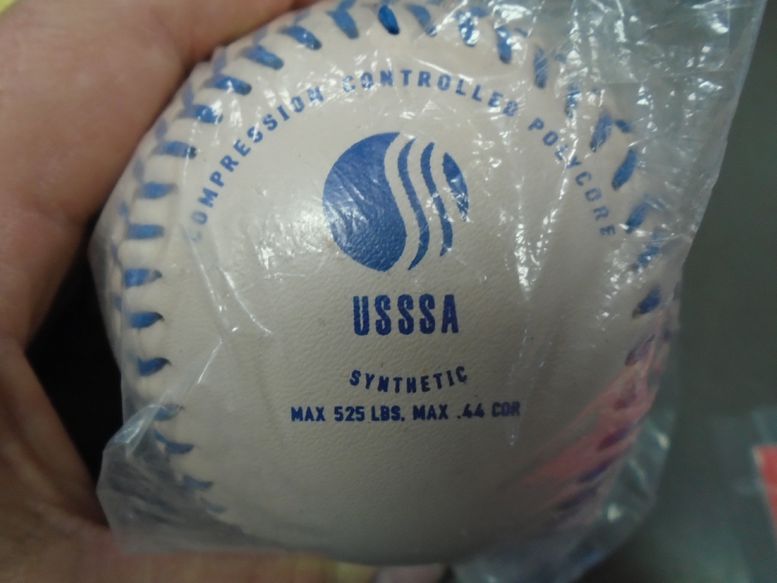 COMPRESSION CONTROLLED POLYCORE
USSSA
SYNTHETIC
MAX 525 LBS. MAX .44 COR